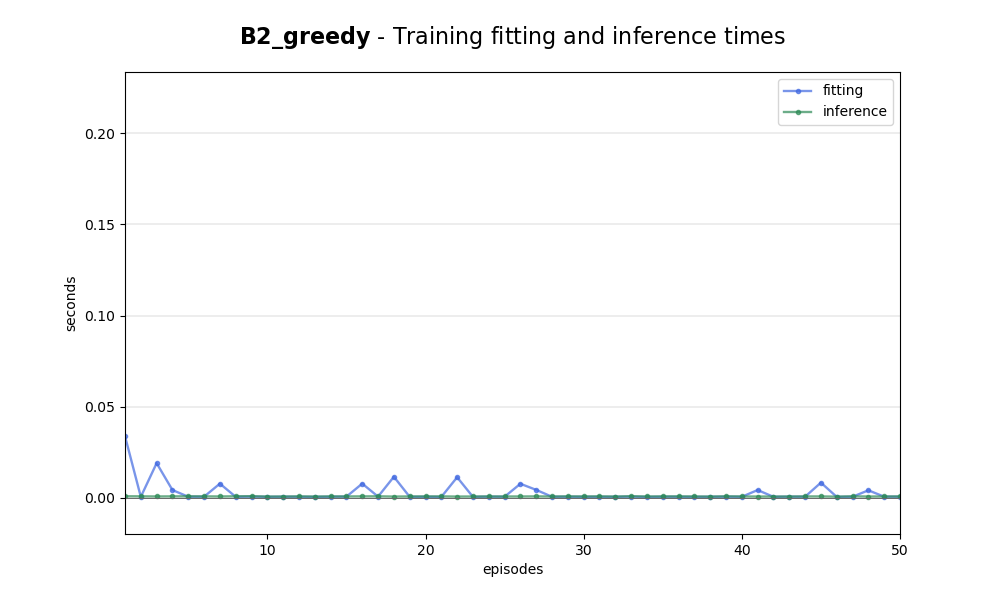 B2_greedy - Training fitting and inference times
fitting
inference
0.20
0.15
0.10
0.05
0.00
seconds
10 20 30 40 50
episodes